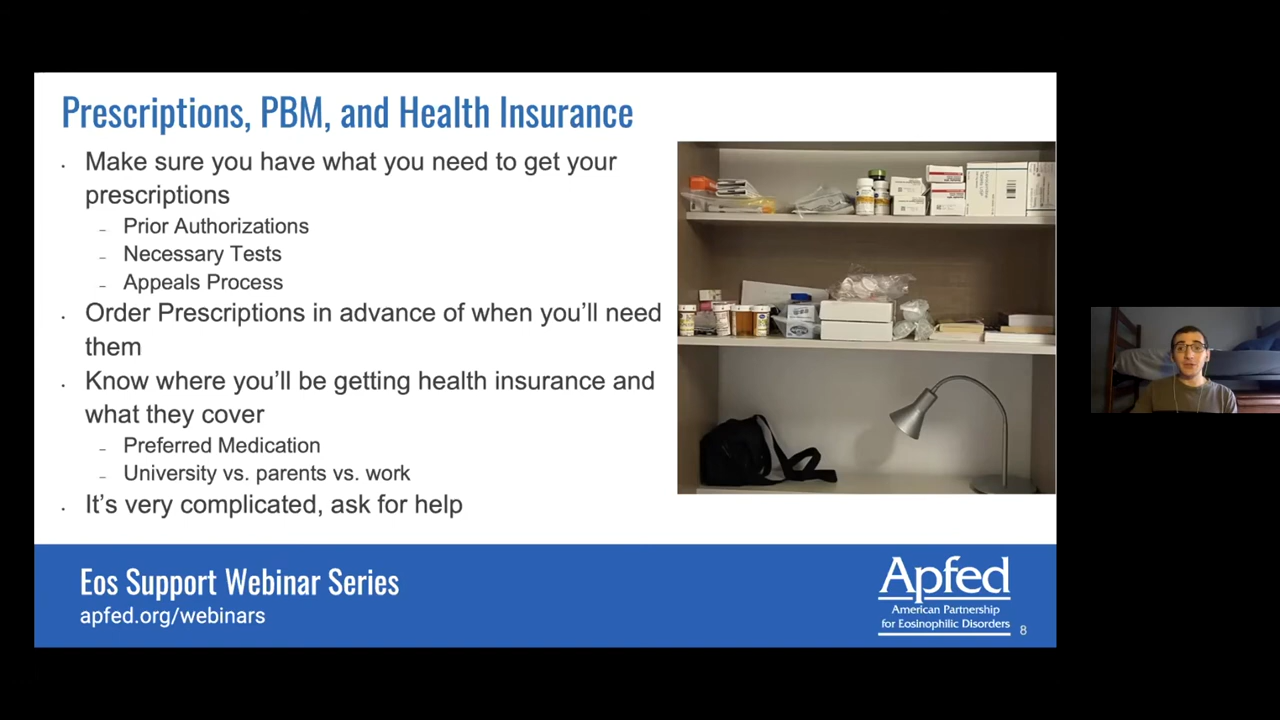 Prescriptions, PBM, and Health Insurance
· Make sure you have what you need to get your
prescriptions
- Prior Authorizations
- Necessary Tests
- Appeals Process
· Order Prescriptions in advance of when you’ll need
them
· Know where you’ll be getting health insurance and
what they cover
- Preferred Medication
- University vs. parents vs. work
· It’s very complicated, ask for help
Eos Support Webinar Series
apfed.org/webinars
Apfed
American Partnership
for Eosinophilic Disorders
8